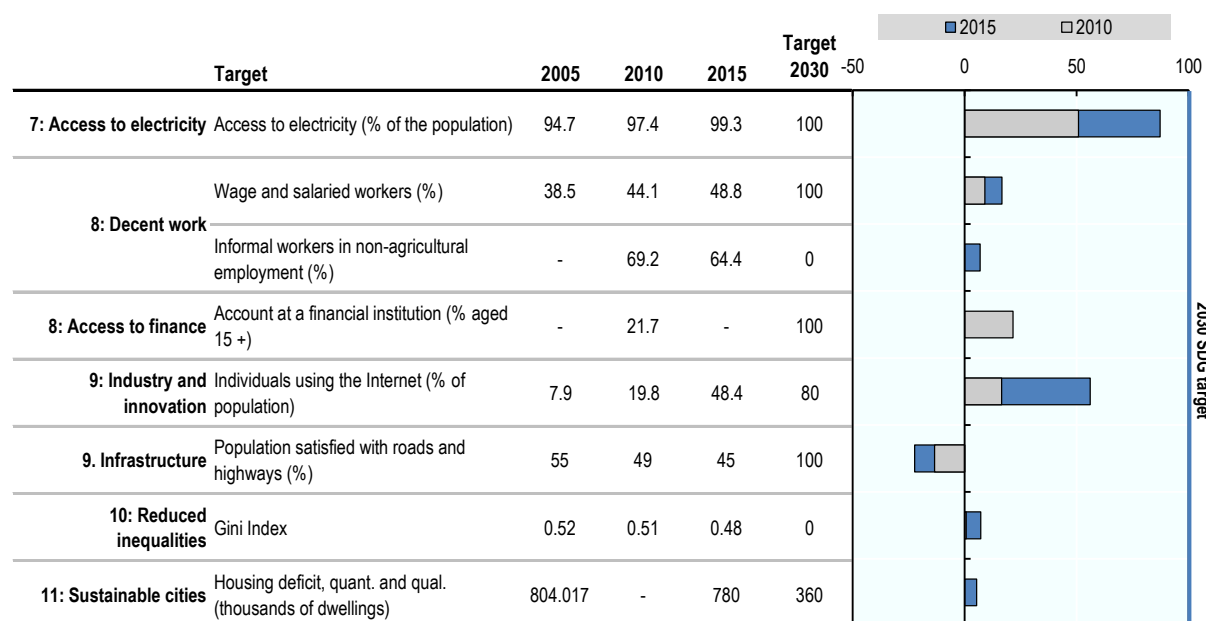 2015 2010
Target
Target 2005 2010 2015 2030 -50 0 50 100
7: Access to electricity Access to electricity (% of the population) 94.7 97.4 99.3 100
Wage and salaried workers (%) 38.5 44.1 48.8 100
8: Decent work
Informal workers in non-agricultural
employment (%) - 69.2 64.4 0
8: Access to finance Account at a financial institution (% aged
15 +) - 21.7 - 100
9: Industry and Individuals using the Internet (% of
innovation population) 7.9 19.8 48.4 80
9. Infrastructure Population satisfied with roads and
highways (%) 55 49 45 100
10: Reduced
inequalities Gini Index 0.52 0.51 0.48 0
11: Sustainable cities Housing deficit, quant. and qual.
(thousands of dwellings) 804.017 - 780 360
2030 SDG target